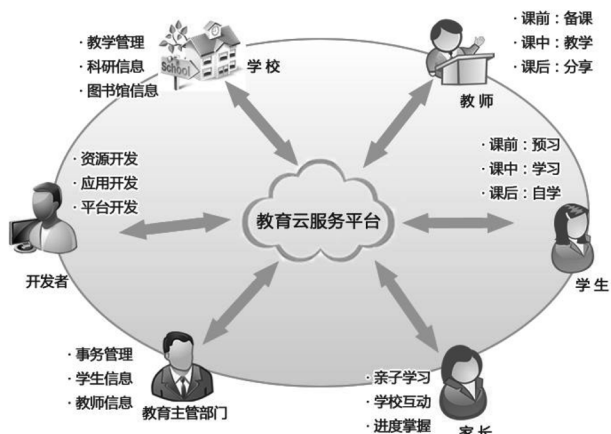 · 教学管理
· 科研信息
· 图书馆信息
School
学校
· 课前：备课
· 课中：教学
· 课后：分享
教师
· 资源开发
· 应用开发
· 平台开发
开发者
教育云服务平台
· 课前：预习
· 课中：学习
· 课后：自学
学生
· 事务管理
· 学生信息
· 教师信息
教育主管部门
· 亲子学习
· 学校互动
· 进度掌握
家长